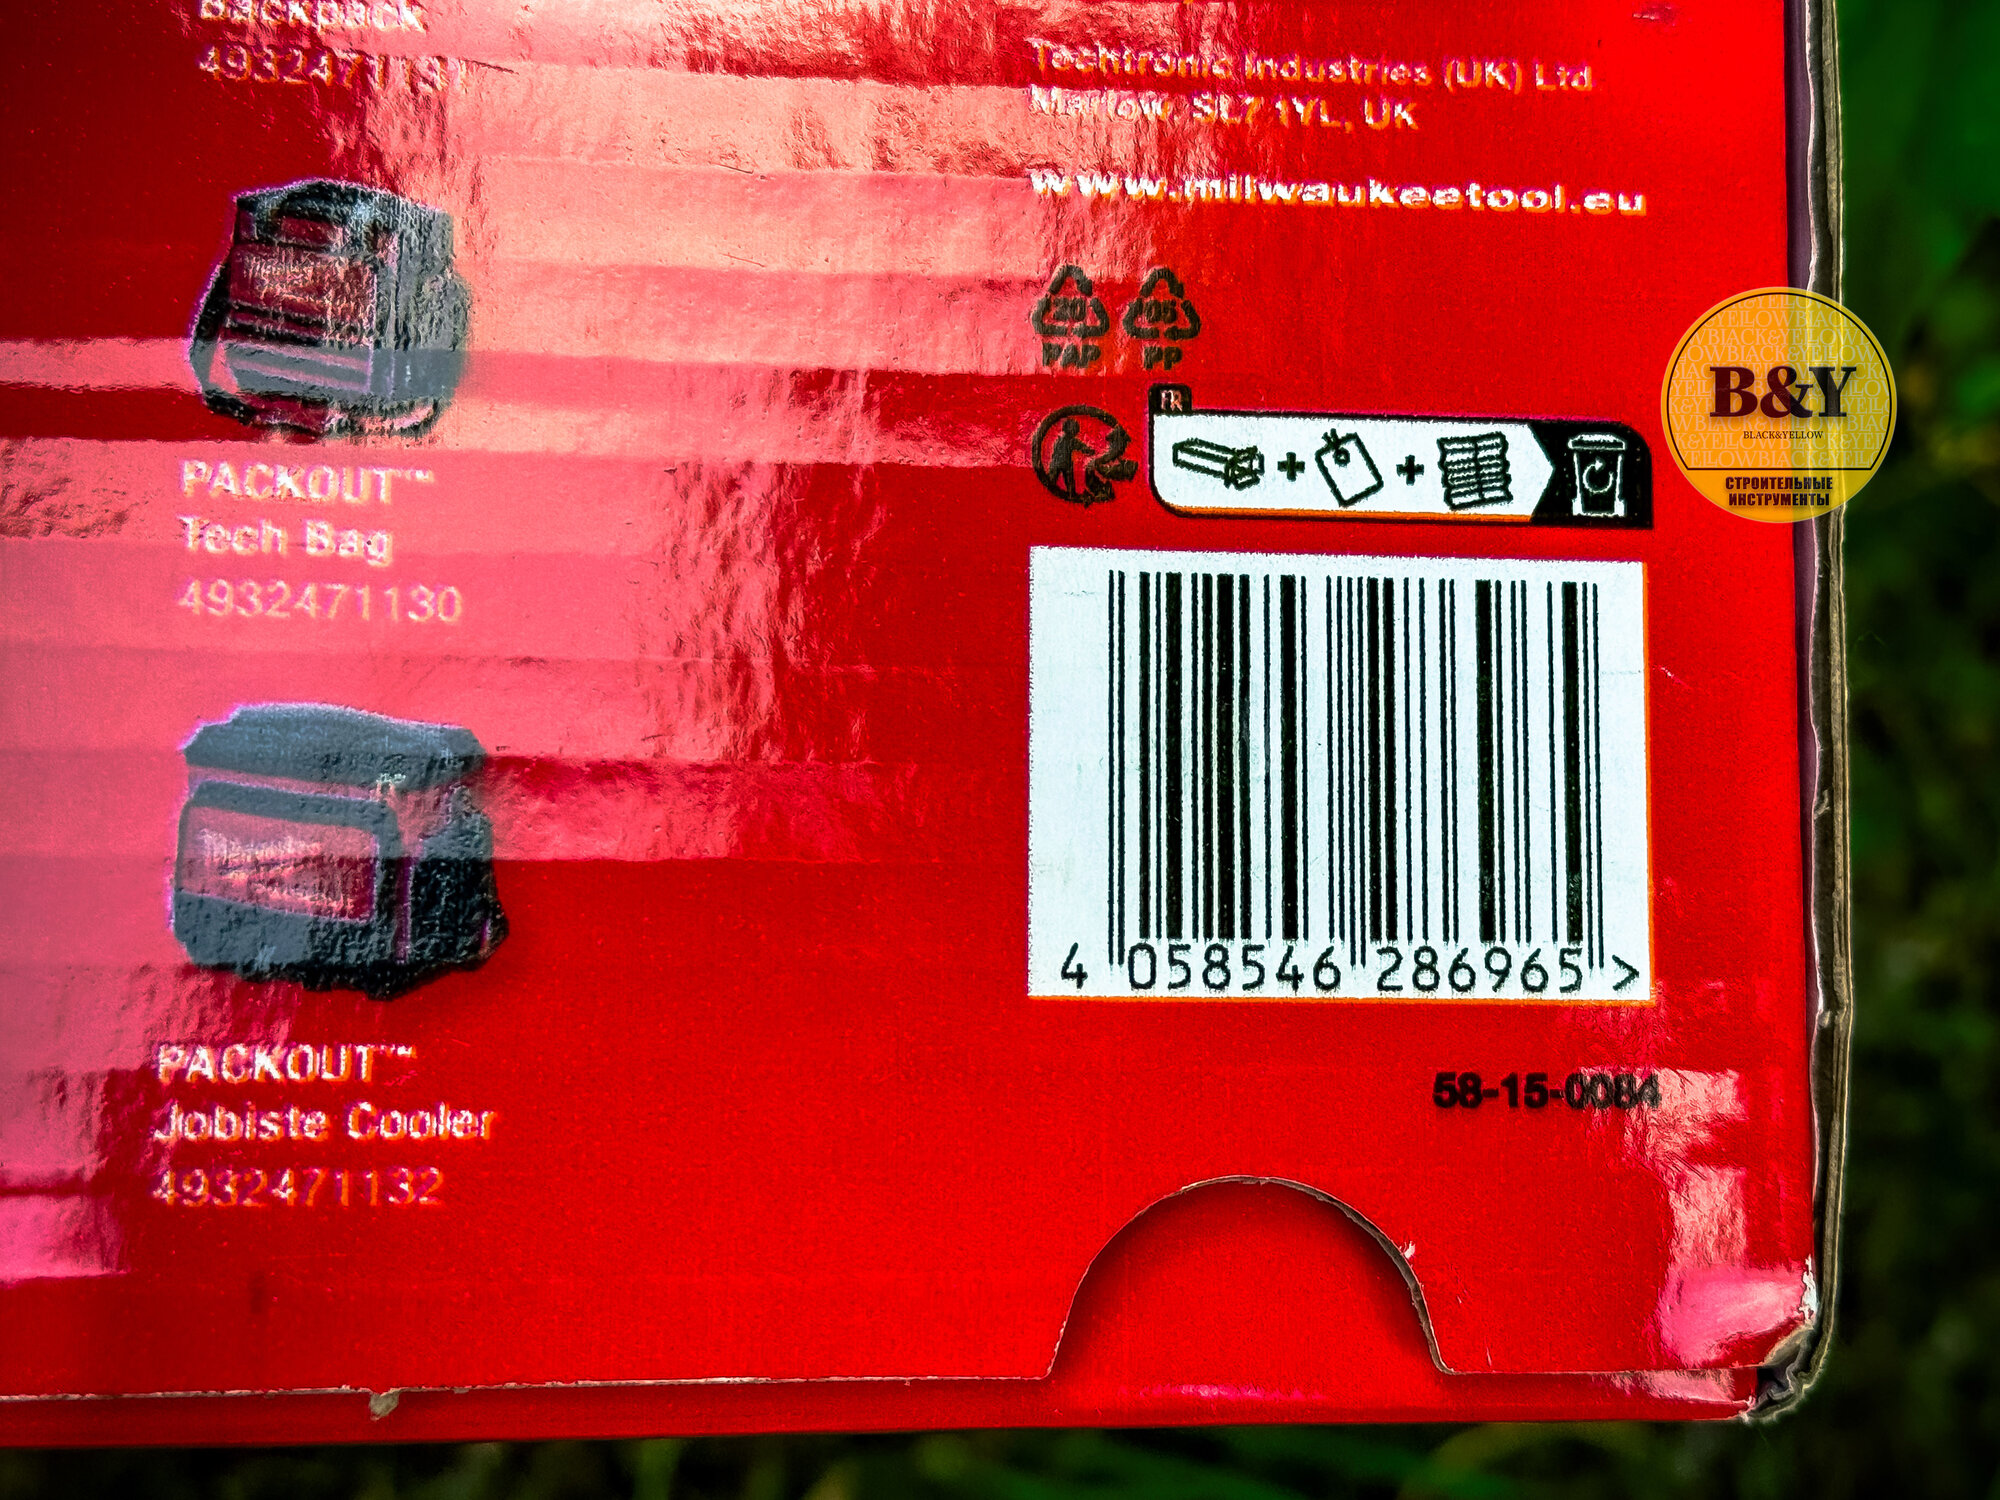 Backpack
4932471131
PACKOUT™
Tech Bag
4932471130
PACKOUT™
Jobiste Cooler
4932471132
Techtronic Industries (UK) Ltd
Marlow, SL7 1YL, UK
www.milwaukeetool.eu
20 05
PAP PP
FR
4 058546 286965 >
58-15-0084
B&Y
BLACK&YELLOW
СТРОИТЕЛЬНЫЕ
ИНСТРУМЕНТЫ